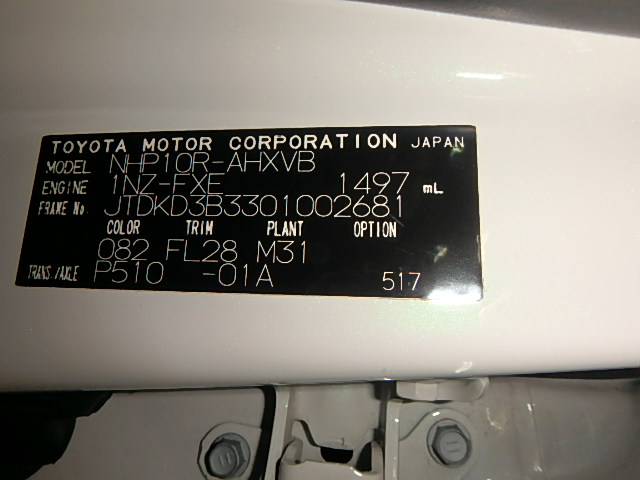 TOYOTA MOTOR CORPORATION JAPAN
MODEL NHP10R-AHXVB
ENGINE 1NZ-FXE 1497 mL
FRAME No. JTDKD3B3301002681
COLOR TRIM PLANT OPTION
082 FL28 M31
TRANS./AXLE P510 -01A 517